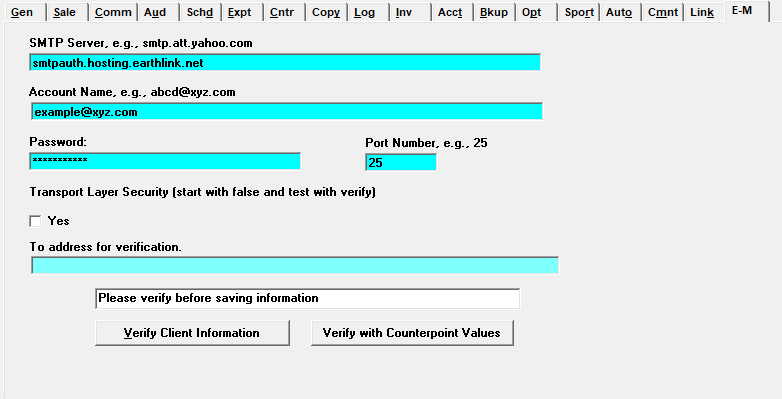 Gen Sale Comm Aud Schd Expt Cntr Copy Log Inv Acct Bkup Opt Sport Auto Cmnt Link E-M
SMTP Server, e.g., smtp.att.yahoo.com
smtpauth.hosting.earthlink.net
Account Name, e.g., abcd@xyz.com
example@xyz.com
Password: Port Number, e.g., 25
*********** 25
Transport Layer Security (start with false and test with verify)
Yes
To address for verification.
Please verify before saving information
Verify Client Information Verify with Counterpoint Values